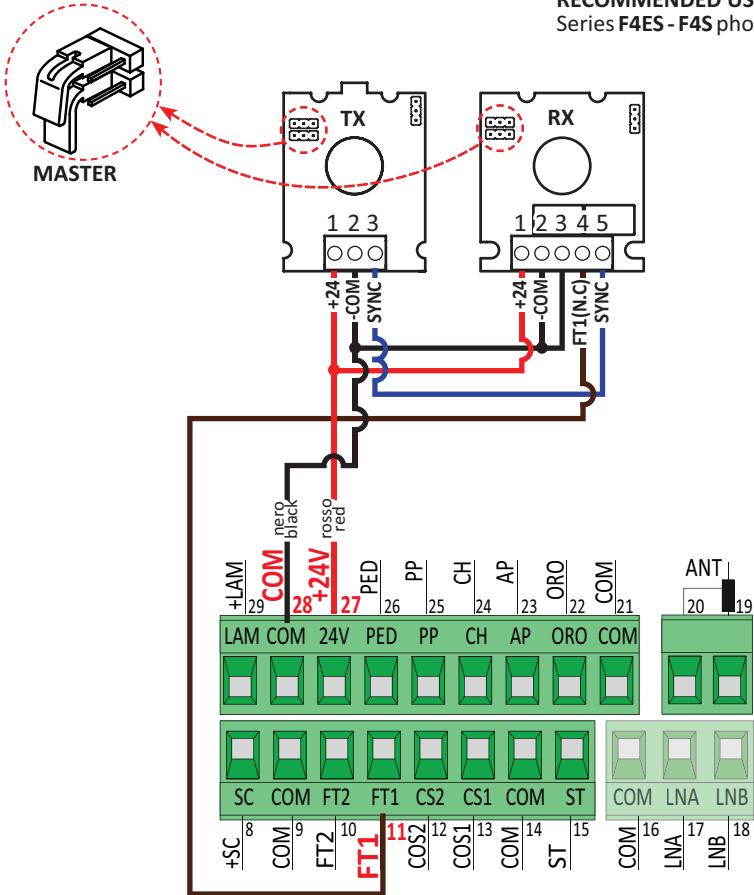 RECOMMENDED US
Series F4ES - F4S pho
MASTER
TX
RX
1 2 3
1 2 3 4 5
+24
-COM
SYNC
+24
-COM
FT1(N.C)
SYNC
nero
black
rosso
red
+LAM
COM
+24V
PED
PP
CH
AP
ORO
COM
ANT
29 28 27 26 25 24 23 22 21 20 19
LAM COM 24V PED PP CH AP ORO COM
SC COM FT2 FT1 CS2 CS1 COM ST COM LNA LNB
8 9 10 11 12 13 14 15 16 17 18
+SC
COM
FT2
FT1
COS2
COS1
COM
ST
COM
LNA
LNB